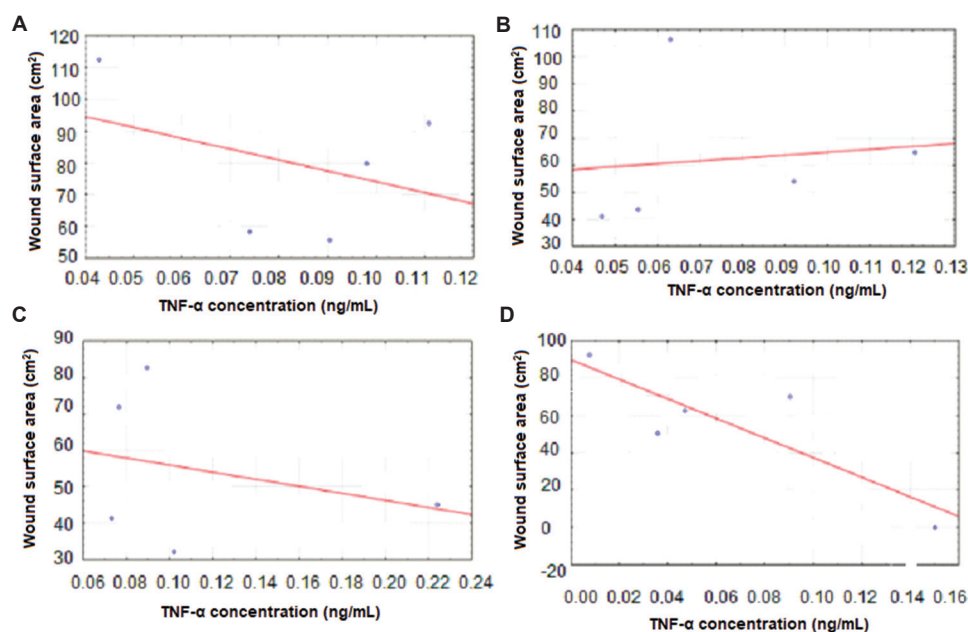 A
Wound surface area (cm²)
120
110
100
90
80
70
60
50
0.04 0.05 0.06 0.07 0.08 0.09 0.10 0.11 0.12
TNF-α concentration (ng/mL)
B
Wound surface area (cm²)
110
100
90
80
70
60
50
40
30
0.04 0.05 0.06 0.07 0.08 0.09 0.10 0.11 0.12 0.13
TNF-α concentration (ng/mL)
C
Wound surface area (cm²)
90
80
70
60
50
40
30
0.06 0.08 0.10 0.12 0.14 0.16 0.18 0.20 0.22 0.24
TNF-α concentration (ng/mL)
D
Wound surface area (cm²)
100
80
60
40
20
0
-20
0.00 0.02 0.04 0.06 0.08 0.10 0.12 0.14 0.16
TNF-α concentration (ng/mL)